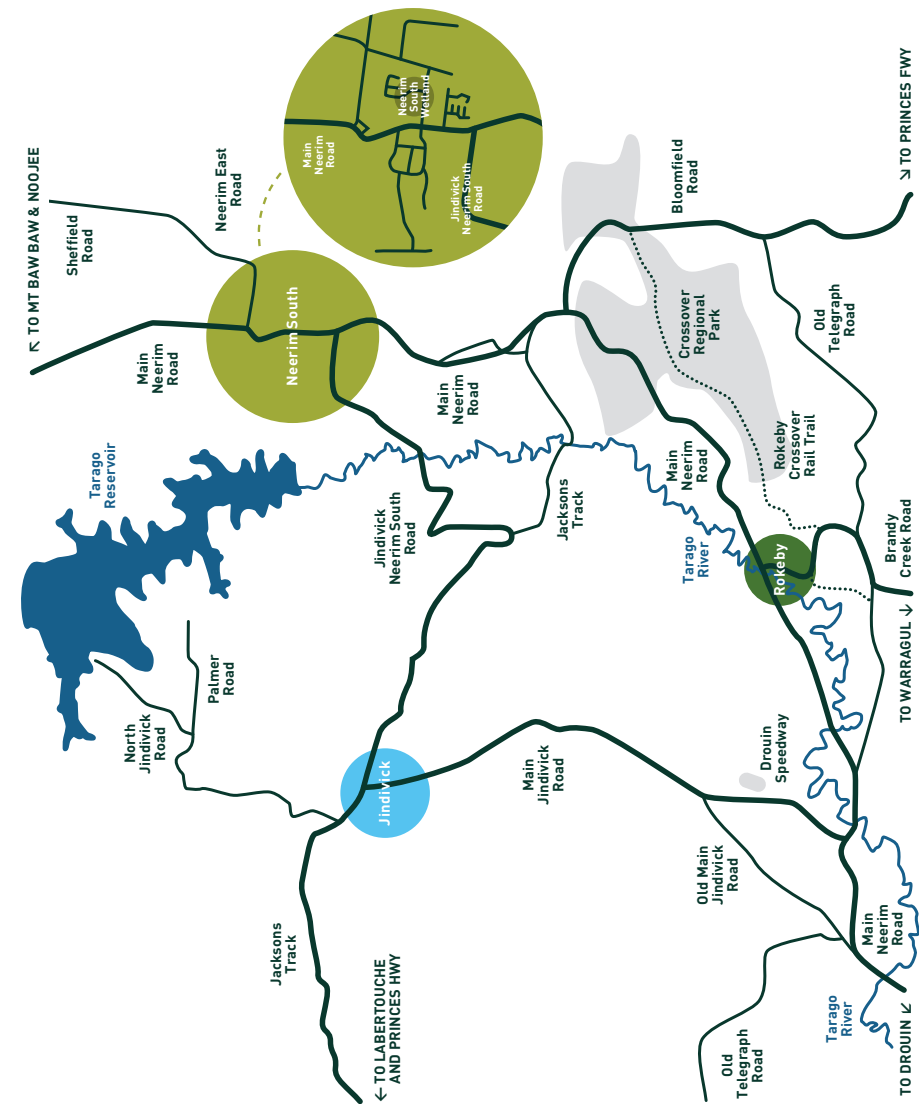 ← TO LABERTOUCHE
AND PRINCES HWY
Jacksons
Track
North
Jindivick
Road
Palmer
Road
Tarago
Reservoir
↖ TO MT BAW BAW & NOOJEE
Sheffield
Road
Main
Neerim
Road
Neerim East
Road
Neerim South
Main
Neerim
Road
Neerim
South
Wetland
Jindivick
Neerim South
Road
Jindivick
Jindivick
Neerim South
Road
Main
Neerim
Road
Main
Jindivick
Road
Jacksons
Track
Old
Telegraph
Road
Old Main
Jindivick
Road
Drouin
Speedway
Tarago
River
Main
Neerim
Road
Crossover
Regional
Park
Bloomfield
Road
Rokeby
Rokeby
Crossover
Rail Trail
Old
Telegraph
Road
Tarago
River
Main
Neerim
Road
Brandy
Creek Road
TO DROUIN ↙
TO WARRAGUL ↓
↘ TO PRINCES FWY